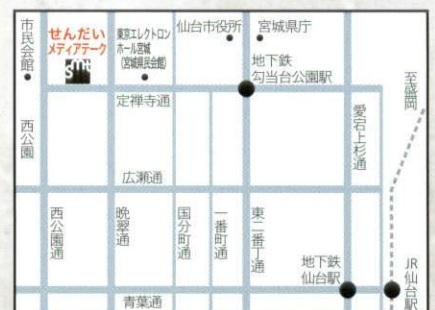 市民会館
せんだい
メディアテーク
smt
東京エレクトロン
ホール宮城
(宮城県民会館)
仙台市役所
宮城県庁
地下鉄
勾当台公園駅
至盛岡
西公園
定禅寺通
愛宕上杉通
広瀬通
西公園通
晩翠通
国分町通
一番町通
東二番丁通
地下鉄
仙台駅
JR仙台駅
青葉通